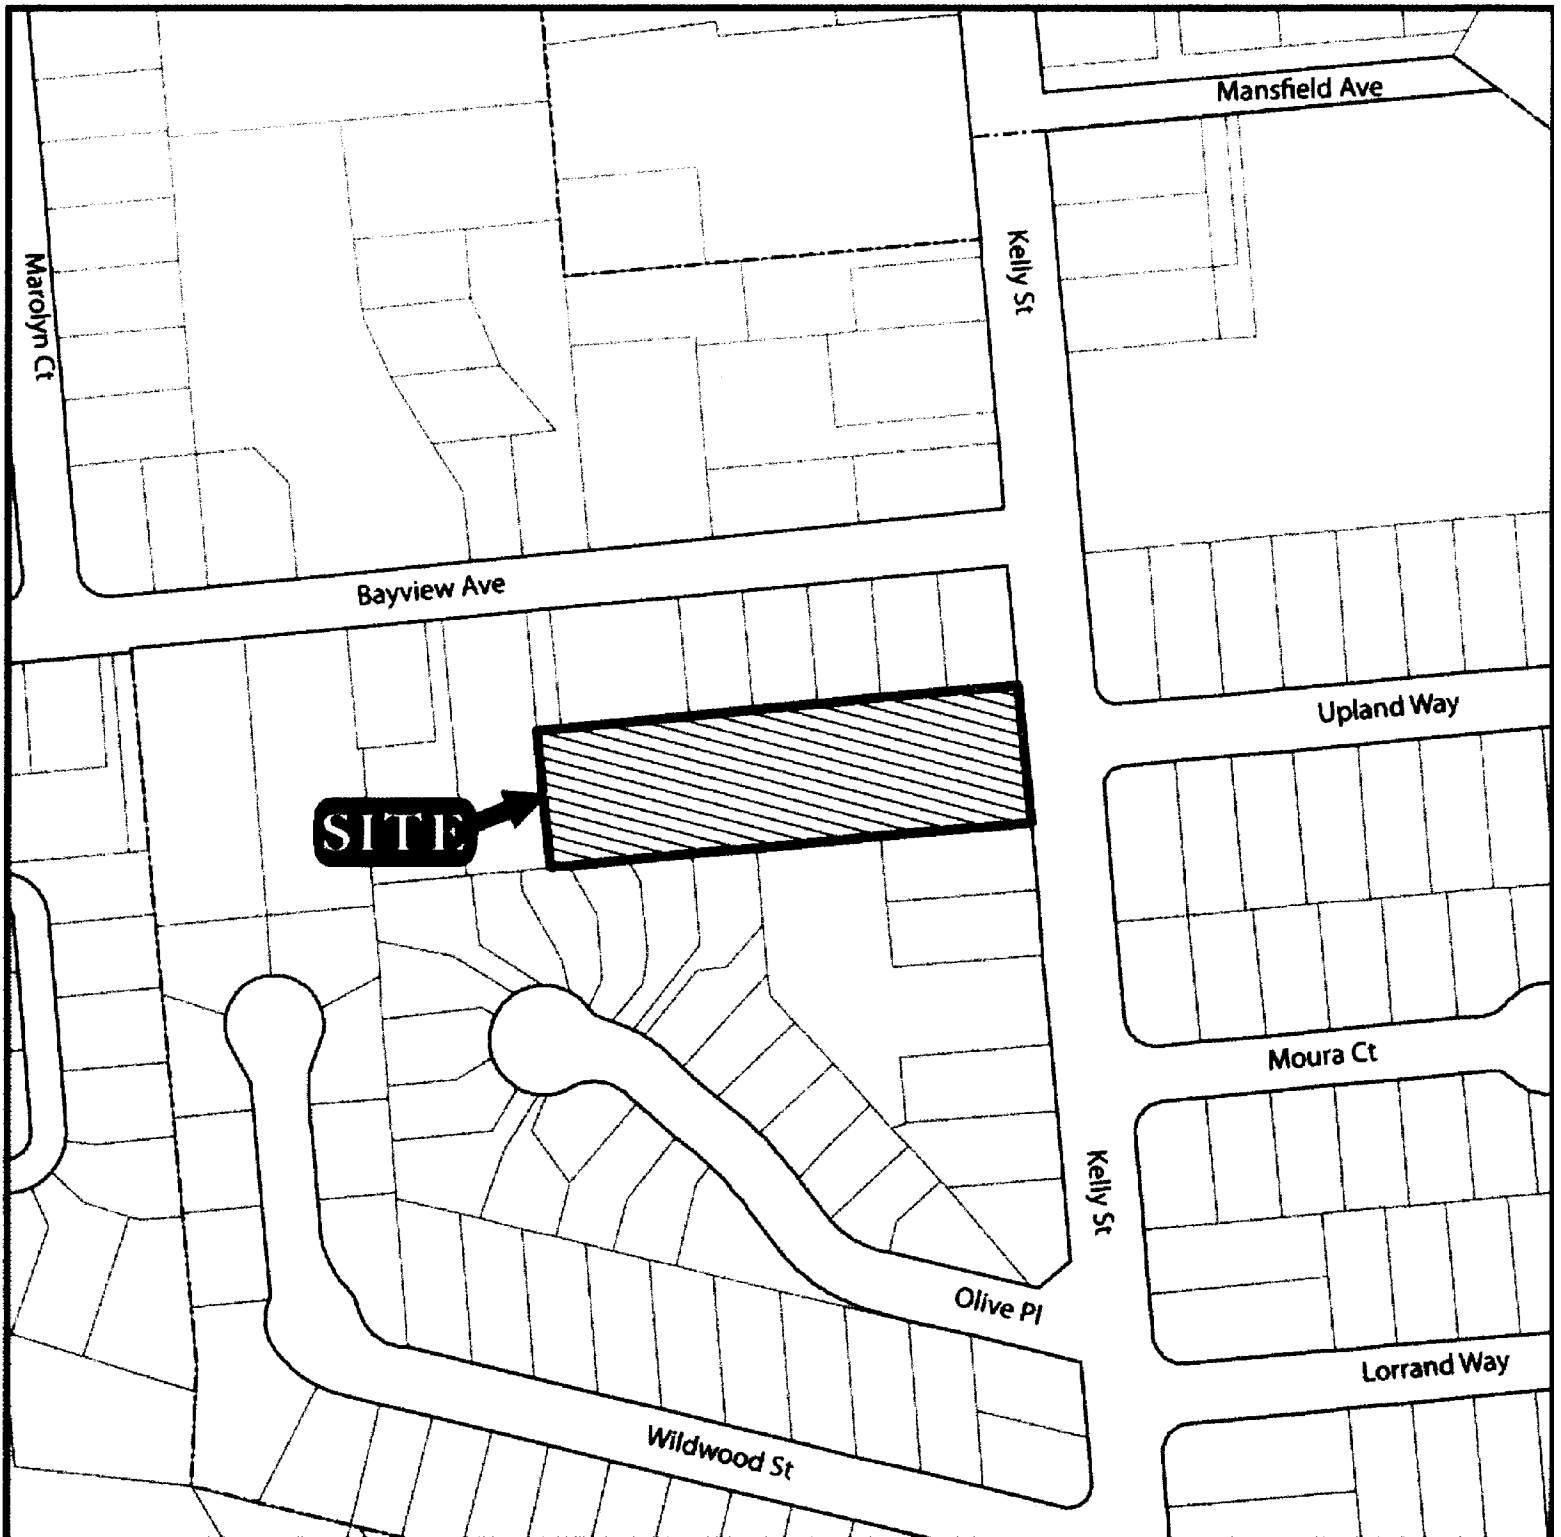 Mansfield Ave
Kelly St
Marolyn Ct
Bayview Ave
Upland Way
SITE
Moura Ct
Kelly St
Olive Pl
Lorrand Way
Wildwood St